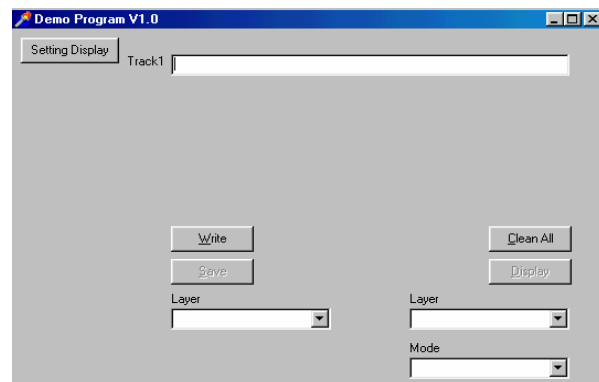 Demo Program V1.0
Setting Display
Track1
Write
Clean All
Save
Display
Layer
Layer
Mode